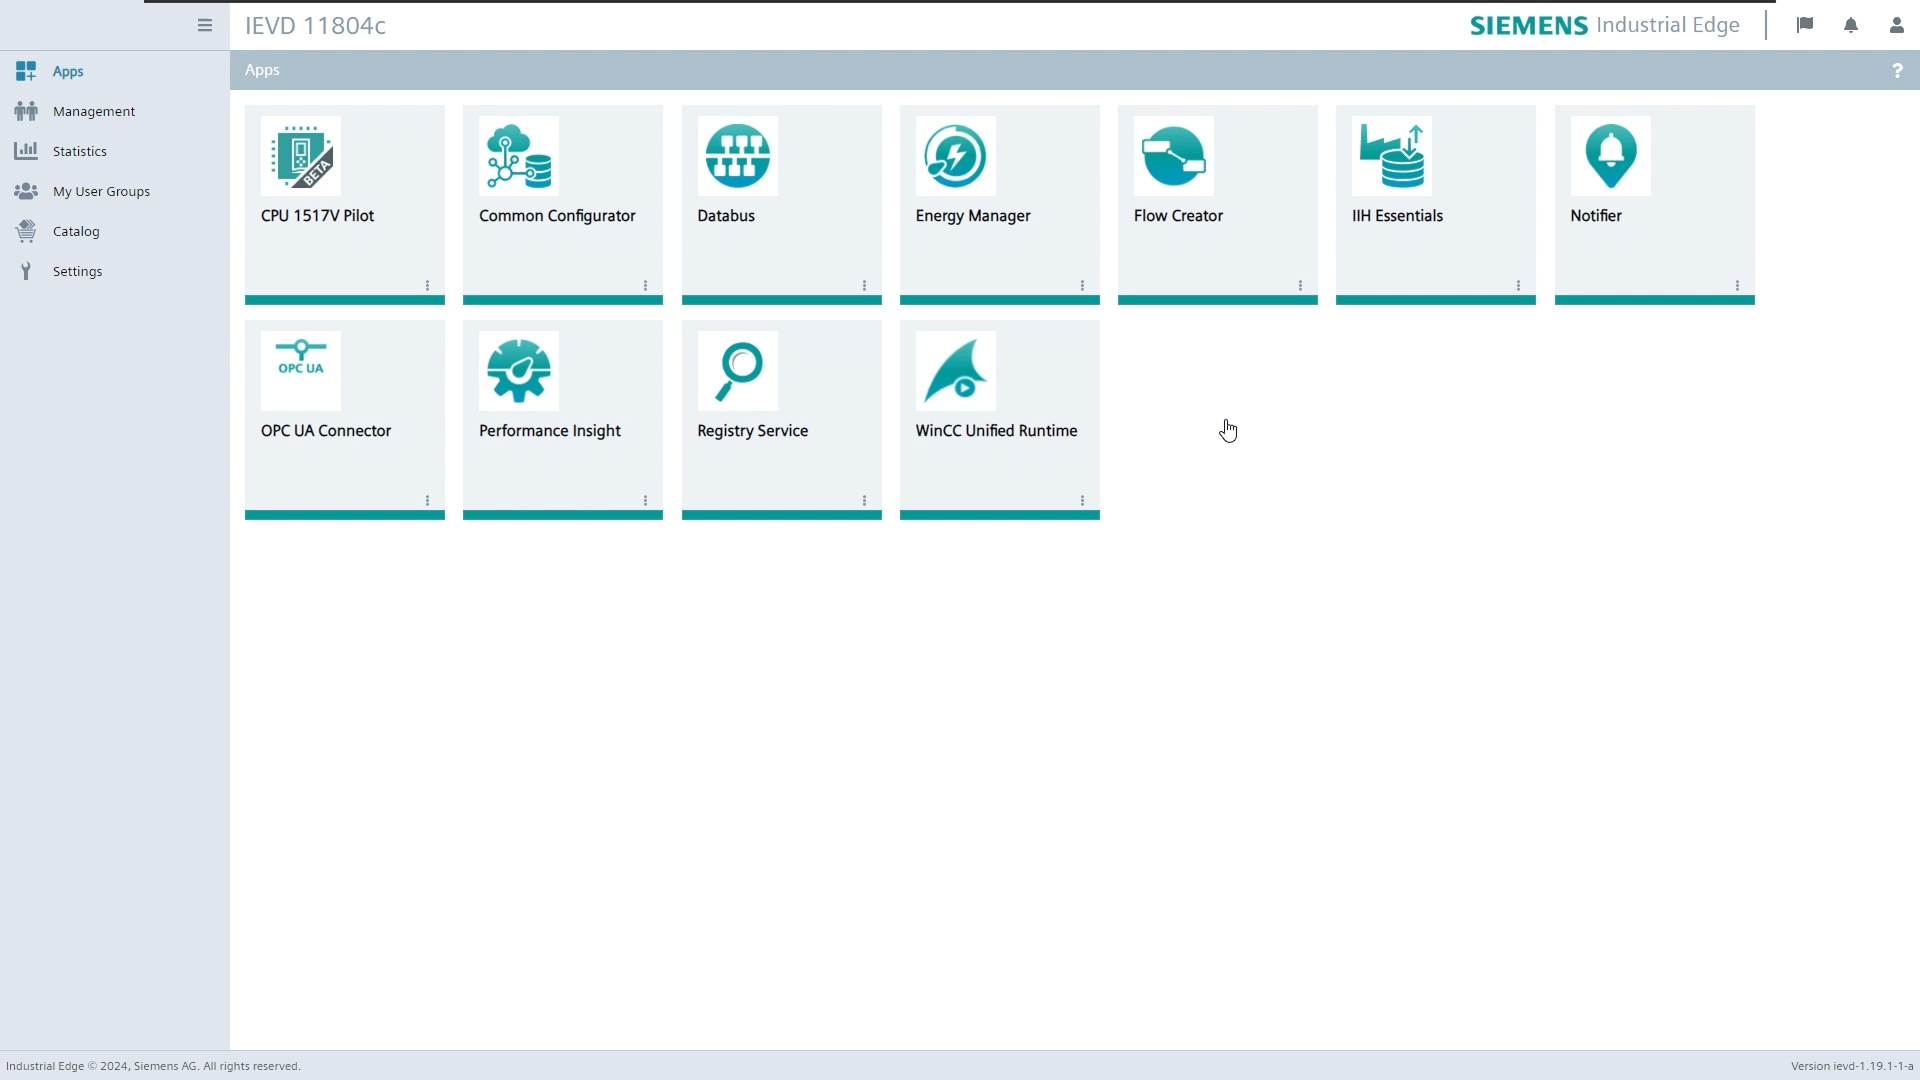 IEVD 11804c
SIEMENS Industrial Edge
Apps
Management
Statistics
My User Groups
Catalog
Settings
Apps
?
BETA
CPU 1517V Pilot
Common Configurator
Databus
Energy Manager
Flow Creator
IIH Essentials
Notifier
OPC UA
OPC UA Connector
Performance Insight
Registry Service
WinCC Unified Runtime
Industrial Edge © 2024, Siemens AG. All rights reserved.
Version ievd-1.19.1-1-a